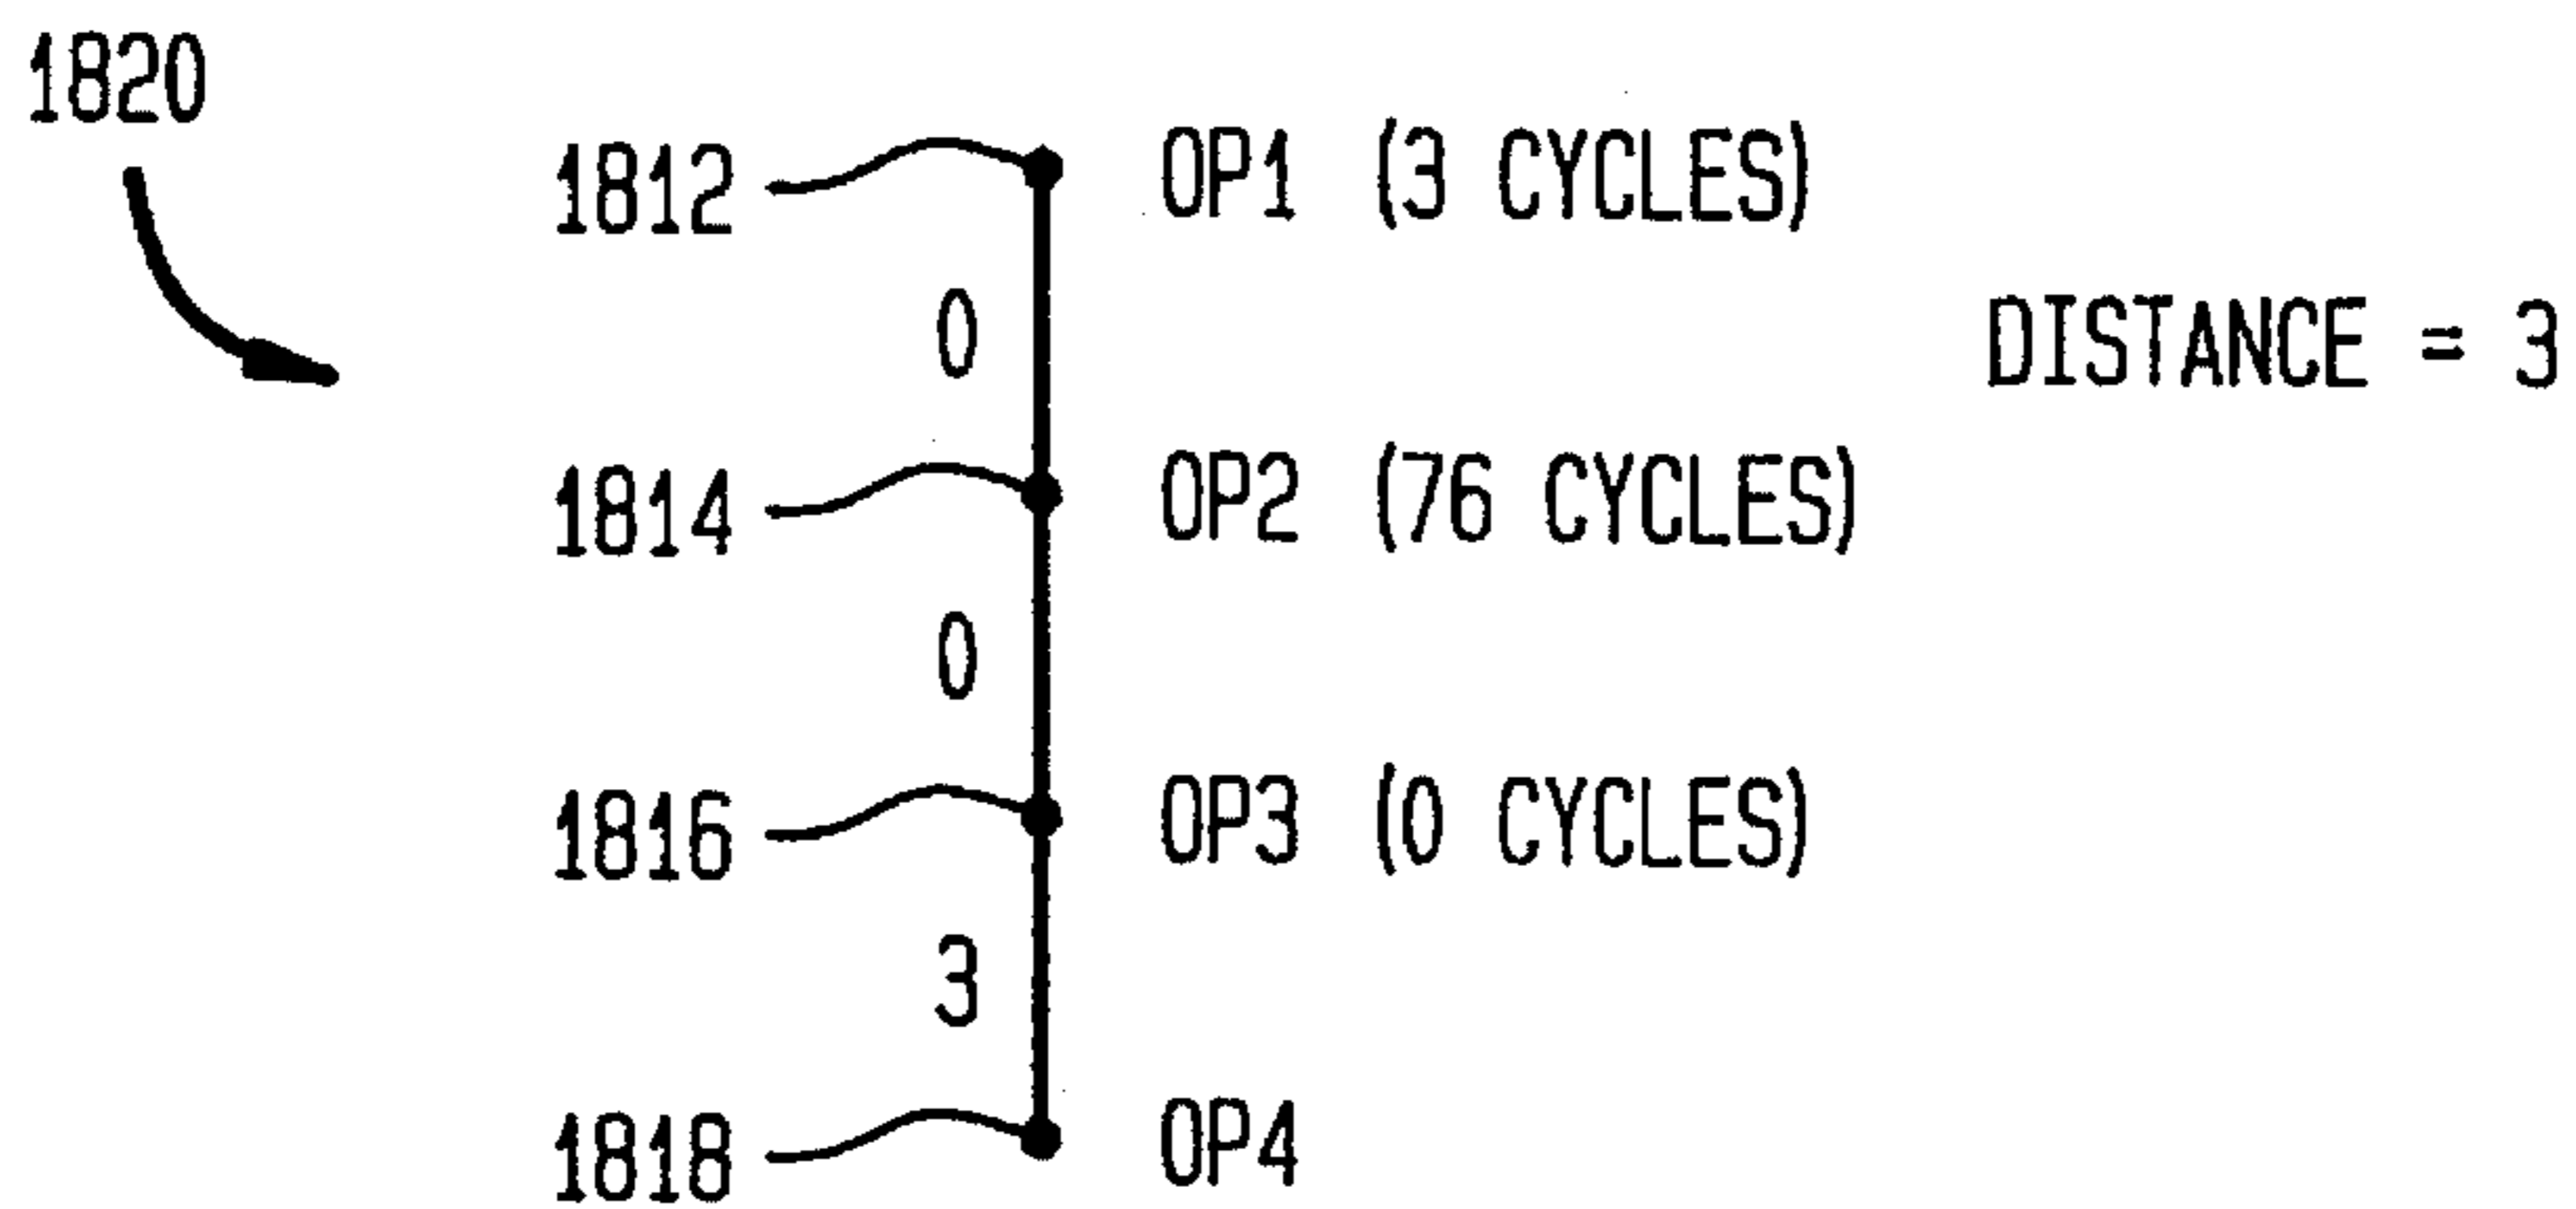 1820
1812 OP1 (3 CYCLES)
0 DISTANCE = 3
1814 OP2 (76 CYCLES)
0
1816 OP3 (0 CYCLES)
3
1818 OP4